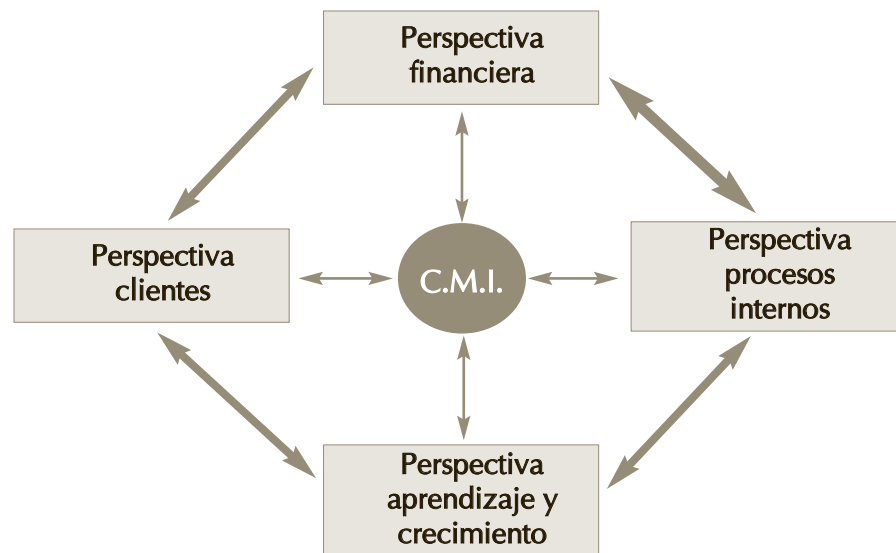 Perspectiva
financiera
Perspectiva
clientes
C.M.I.
Perspectiva
procesos
internos
Perspectiva
aprendizaje y
crecimiento